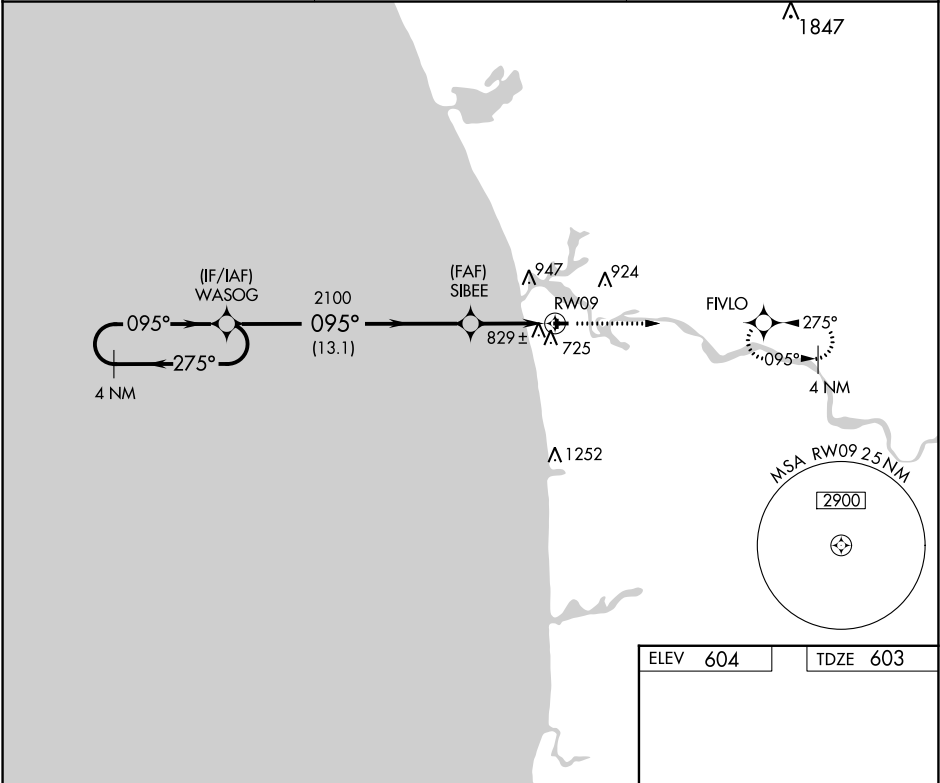 1847
(IF/IAF)
WASOG
095°
275°
4 NM
2100
095°
(13.1)
(FAF)
SIBEE
947
924
RW09
829 ±
725
FIVLO
275°
095°
4 NM
1252
MSA RW09 25 NM
2900
ELEV 604
TDZE 603